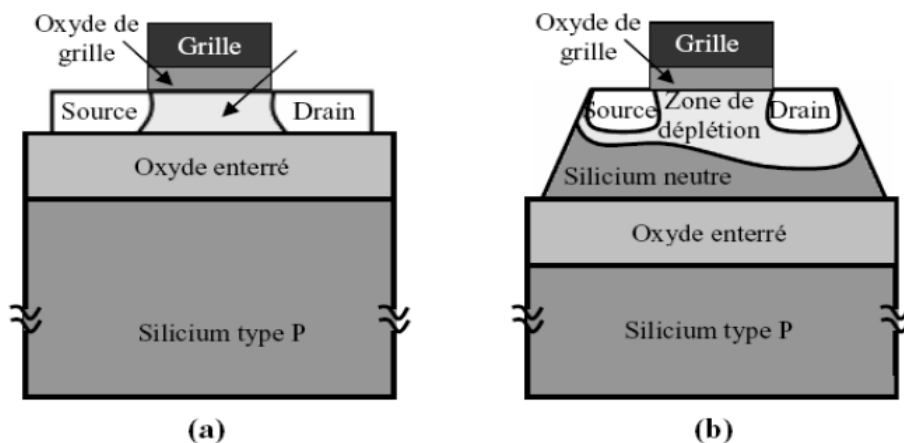 Oxyde de
grille
Grille
Source
Drain
Oxyde enterré
Silicium type P
(a)
Oxyde de
grille
Grille
Source
Zone de
déplétion
Drain
Silicium neutre
Oxyde enterré
Silicium type P
(b)